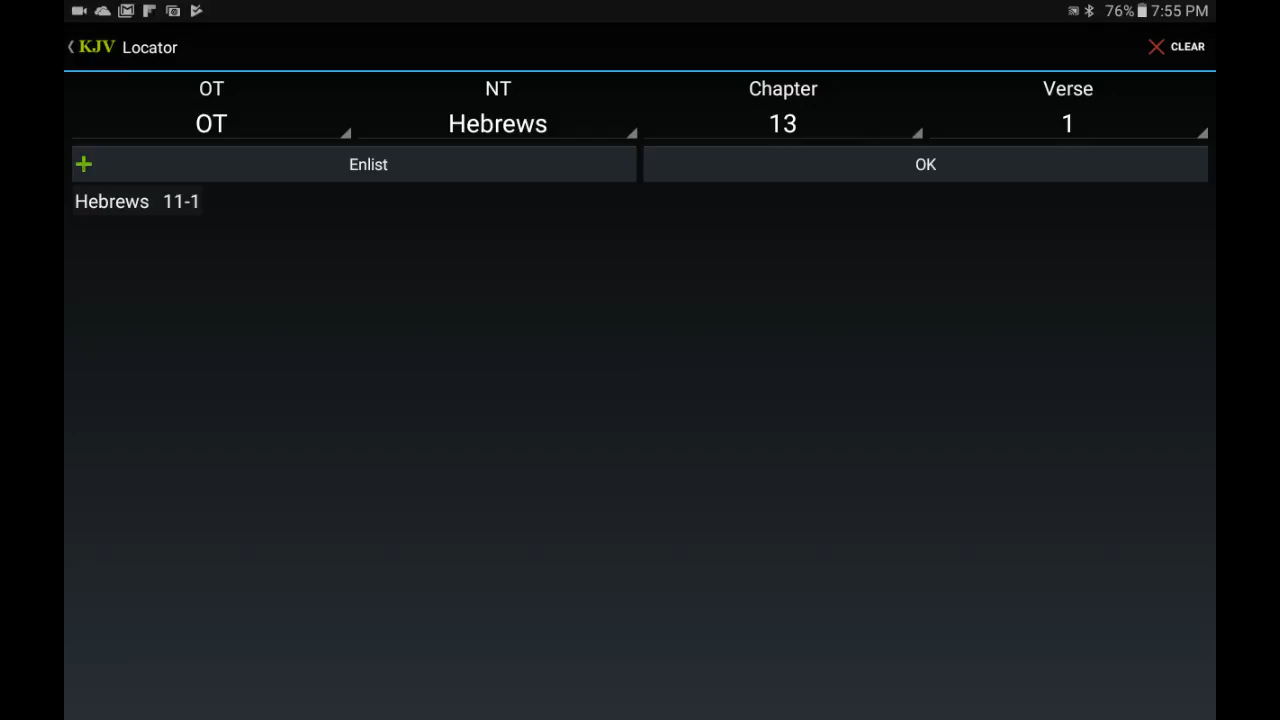 76% 7:55 PM
KJV Locator CLEAR
OT NT Chapter Verse
OT Hebrews 13 1
Enlist OK
Hebrews 11-1